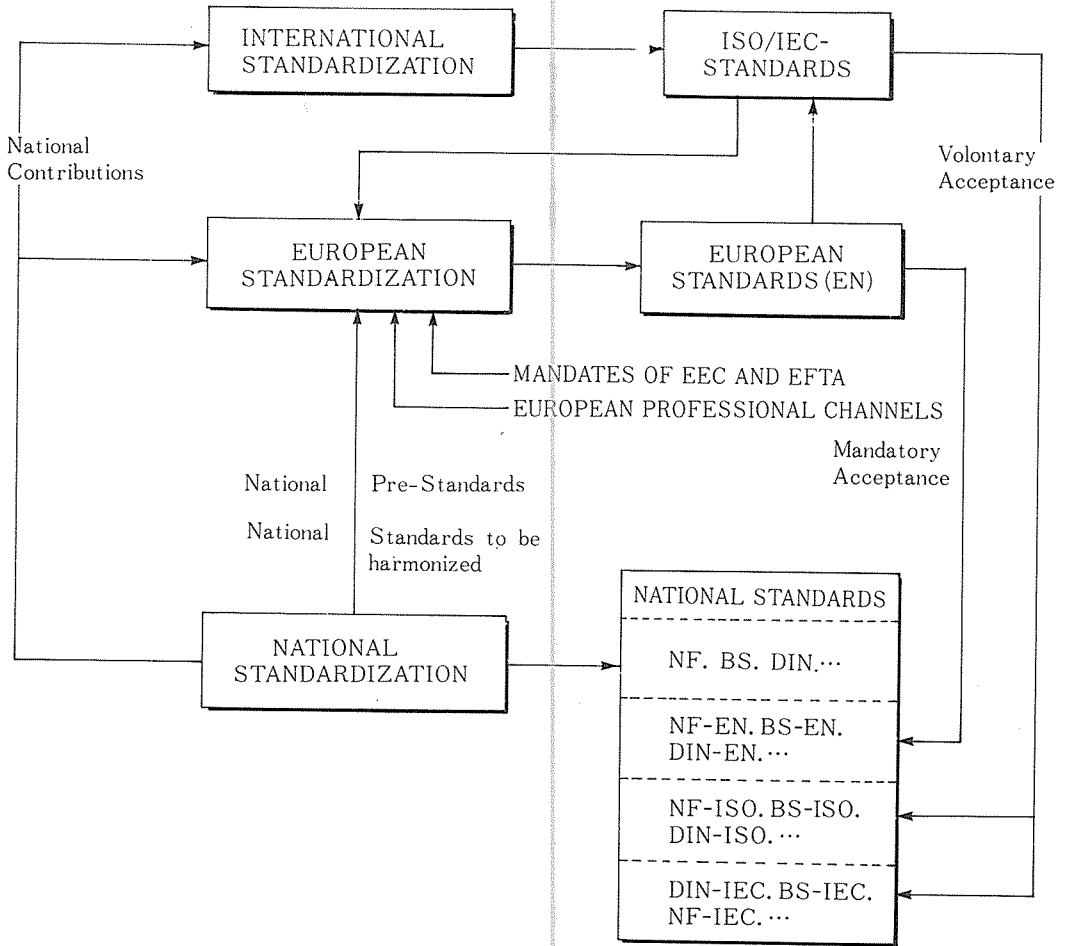 INTERNATIONAL
STANDARDIZATION
ISO/IEC-
STANDARDS
National
Contributions
Volontary
Acceptance
EUROPEAN
STANDARDIZATION
EUROPEAN
STANDARDS (EN)
MANDATES OF EEC AND EFTA
EUROPEAN PROFESSIONAL CHANNELS
Mandatory
Acceptance
National Pre-Standards
National Standards to be
harmonized
NATIONAL
STANDARDIZATION
NATIONAL STANDARDS
NF. BS. DIN.…
NF-EN. BS-EN.
DIN-EN.…
NF-ISO. BS-ISO.
DIN-ISO.…
DIN-IEC. BS-IEC.
NF-IEC.…